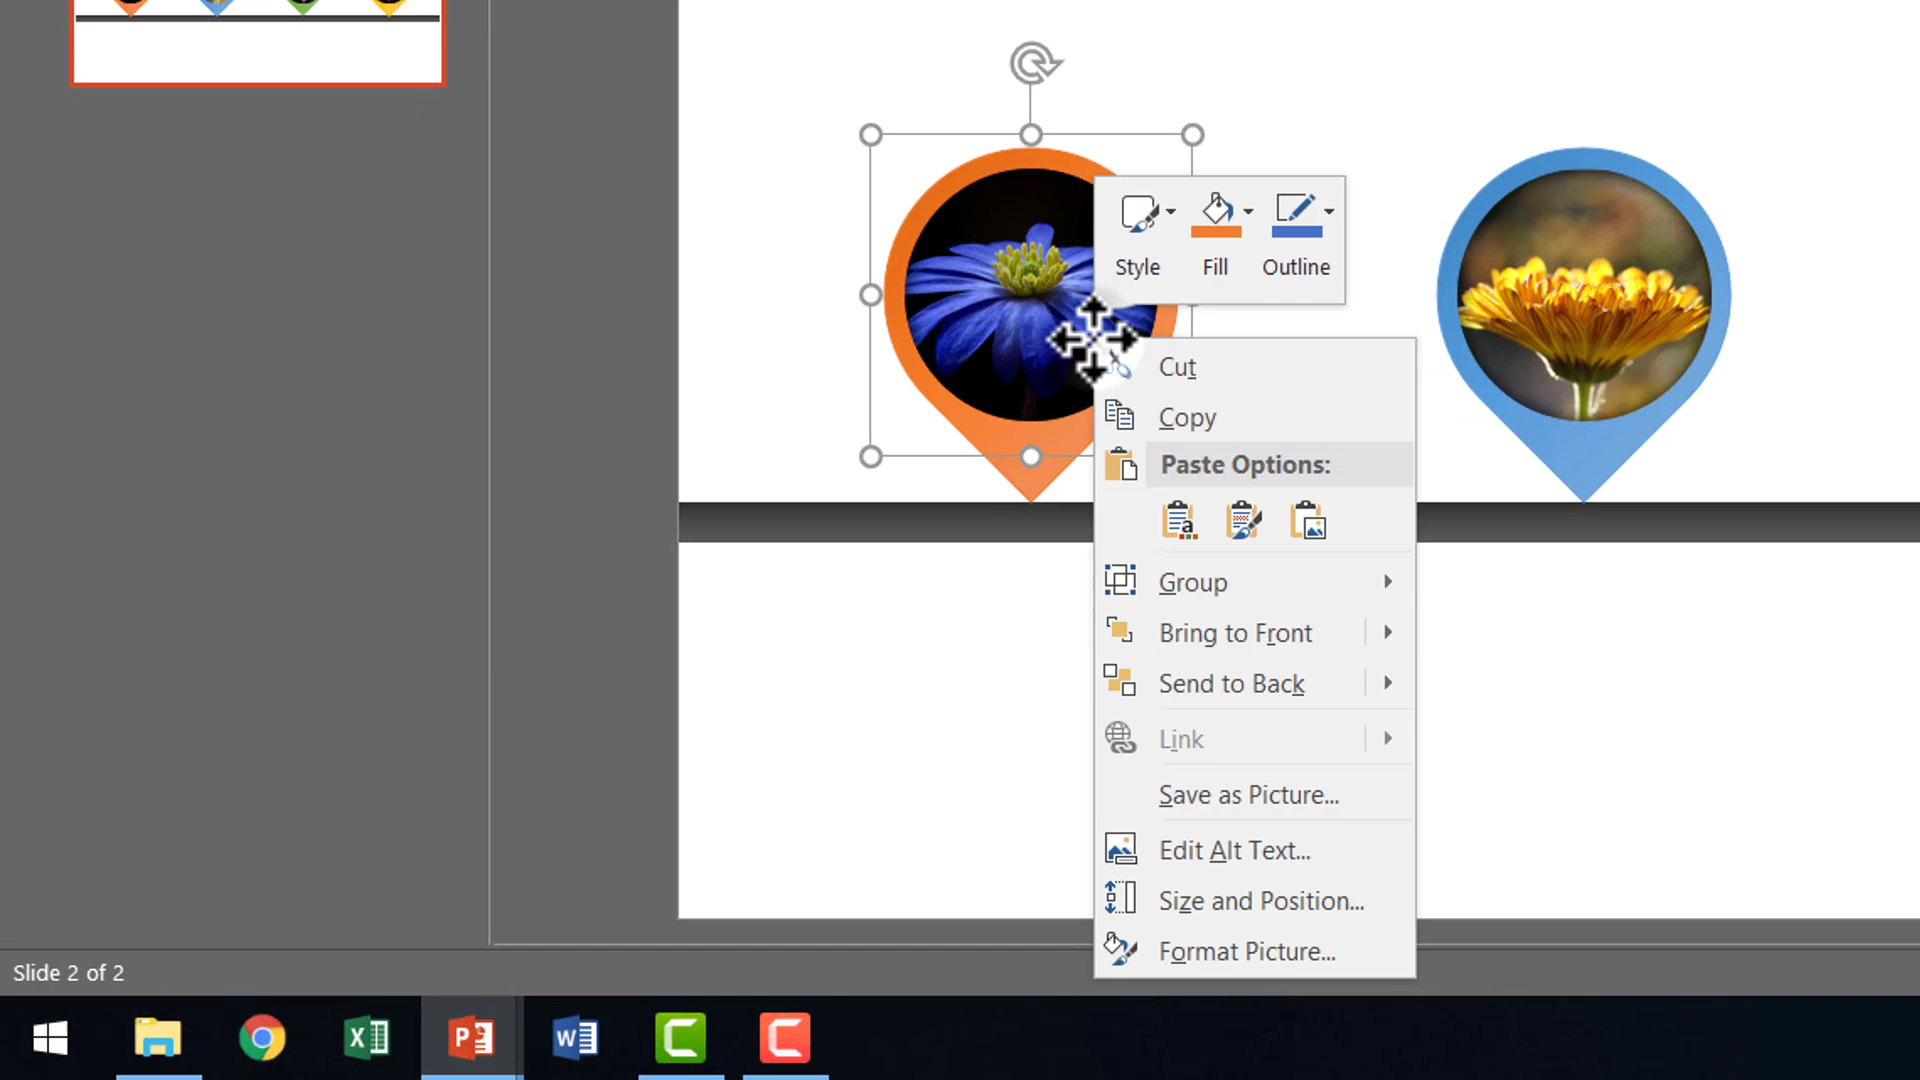 Style Fill Outline
Cut
Copy
Paste Options:
a
Group
Bring to Front
Send to Back
Link
Save as Picture...
Edit Alt Text...
Size and Position...
Format Picture...
Slide 2 of 2
X P W C C